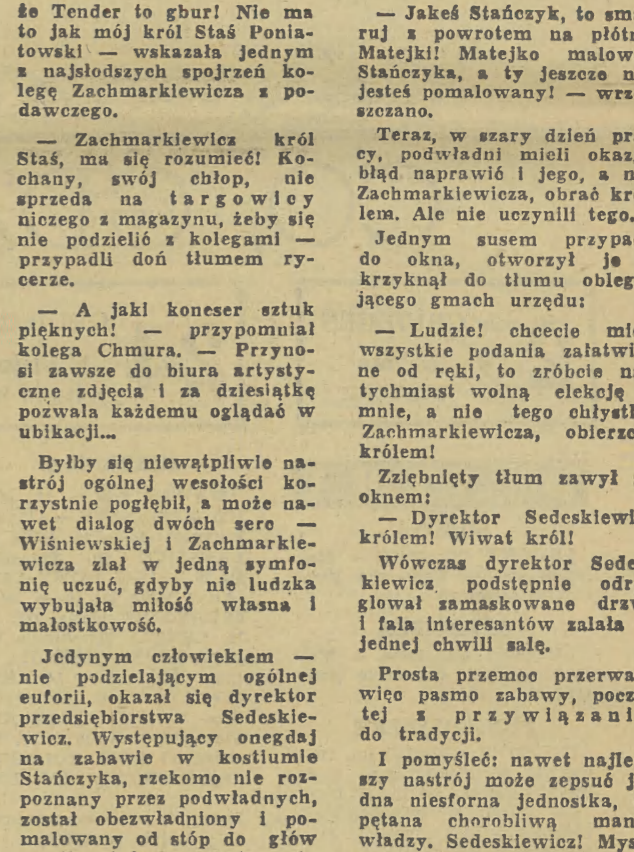 że Tender to gbur! Nie ma
to jak mój król Staś Ponia-
towski — wskazała jednym
z najsłodszych spojrzeń ko-
legę Zachmarkiewicza z po-
dawczego.
— Zachmarkiewicz król
Staś, ma się rozumieć! Ko-
chany, swój chłop, nie
sprzeda na targowicy
niczego z magazynu, żeby się
nie podzielić z kolegami —
przypadli doń tłumem ry-
cerze.
— A jaki koneser sztuk
pięknych! — przypomniał
kolega Chmura. — Przyno-
si zawsze do biura artysty-
czne zdjęcia i za dziesiątkę
pozwala każdemu oglądać w
ubikacji...
Byłby się niewątpliwie na-
strój ogólnej wesołości ko-
rzystnie pogłębił, a może na-
wet dialog dwóch serc —
Wiśniewskiej i Zachmarkie-
wicza zlał w jedną symfo-
nię uczuć, gdyby nie ludzka
wybujała miłość własna i
małostkowość.
Jedynym człowiekiem —
nie podzielającym ogólnej
euforii, okazał się dyrektor
przedsiębiorstwa Sedeskie-
wicz. Występujący onegdaj
na zabawie w kostiumie
Stańczyka, rzekomo nie roz-
poznany przez podwładnych,
został obezwładniony i po-
malowany od stóp do głów
— Jakeś Stańczyk, to sm
ruj z powrotem na płót
Matejki! Matejko malow
Stańczyka, a ty jeszcze n
jesteś pomalowany! — wrz
szczano.
Teraz, w szary dzień pr
cy, podwładni mieli okaz
błąd naprawić i jego, a n
Zachmarkiewicza, obrać kr
lem. Ale nie uczynili tego.
Jednym susem przypa
do okna, otworzył je
krzyknął do tłumu obleg
jącego gmach urzędu:
— Ludzie! chcecie mi
wszystkie podania załatwi
ne od ręki, to zróbcie n
tychmiast wolną elekcję
mnie, a nie tego chłyst
Zachmarkiewicza, obierz
królem!
Zziębnięty tłum zawył
oknem:
— Dyrektor Sedeskiewi
królem! Wiwat król!
Wówczas dyrektor Sede
kiewicz podstępnie odr
glował zamaskowane drz
i fala interesantów zalała
jednej chwili salę.
Prosta przemoc przerwa
więc pasmo zabawy, pocz
tej z przywiązani
do tradycji.
I pomyśleć: nawet najle
szy nastrój może zepsuć j
dna niesforna jednostka,
pętana chorobliwą man
władzy. Sedeskiewicz! Mys